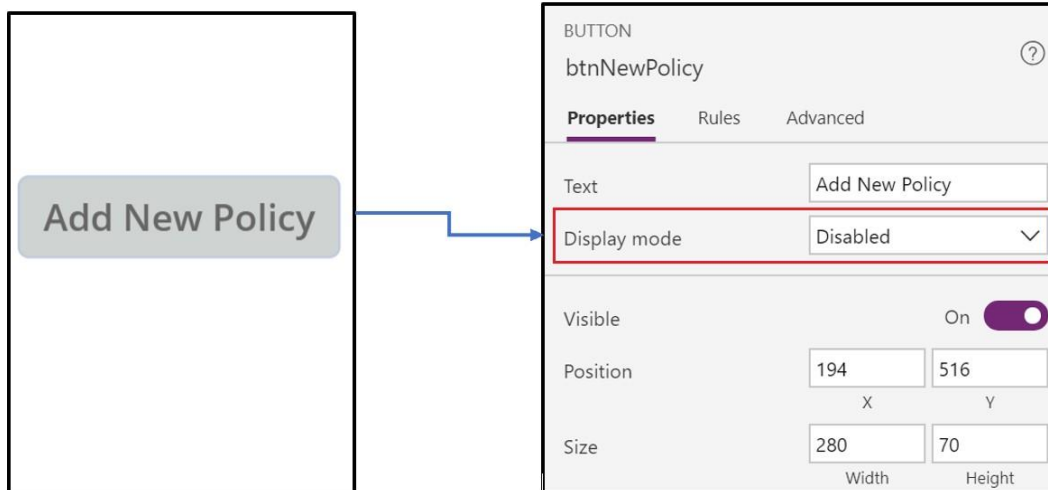 Add New Policy
BUTTON
btnNewPolicy
?
Properties Rules Advanced
Text Add New Policy
Display mode Disabled
Visible On
Position 194 516
X Y
Size 280 70
Width Height